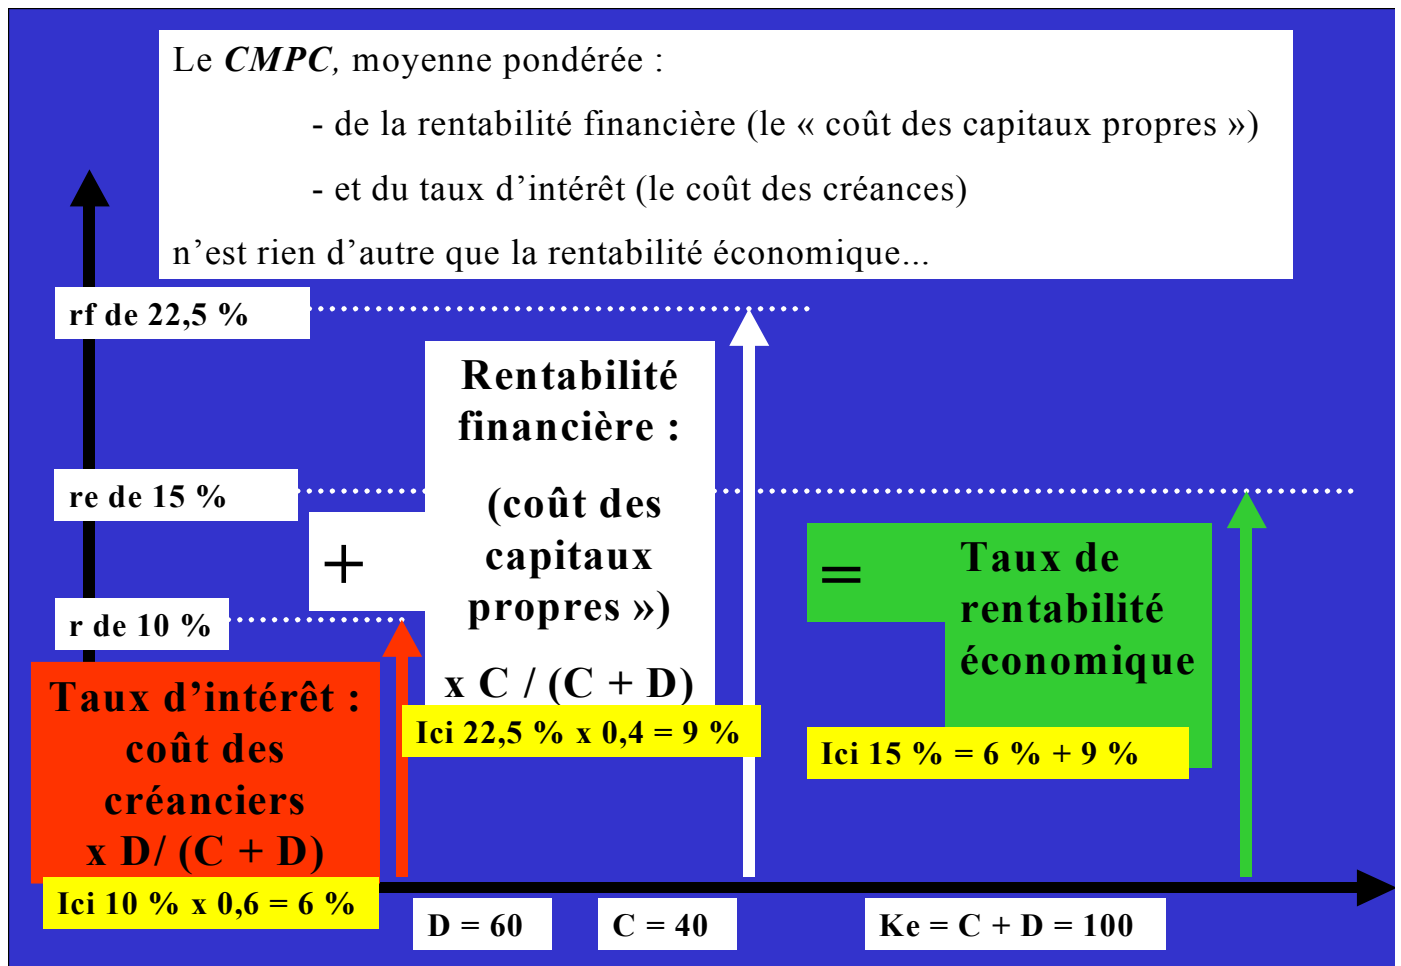 Le CMPC, moyenne pondérée :
- de la rentabilité financière (le « coût des capitaux propres »)
- et du taux d’intérêt (le coût des créances)
n’est rien d’autre que la rentabilité économique...
rf de 22,5 %
re de 15 %
r de 10 %
Taux d’intérêt :
coût des
créanciers
x D/ (C + D)
Ici 10 % x 0,6 = 6 %
+
Rentabilité
financière :
(coût des
capitaux
propres »)
x C / (C + D)
Ici 22,5 % x 0,4 = 9 %
=
Taux de
rentabilité
économique
Ici 15 % = 6 % + 9 %
D = 60
C = 40
Ke = C + D = 100